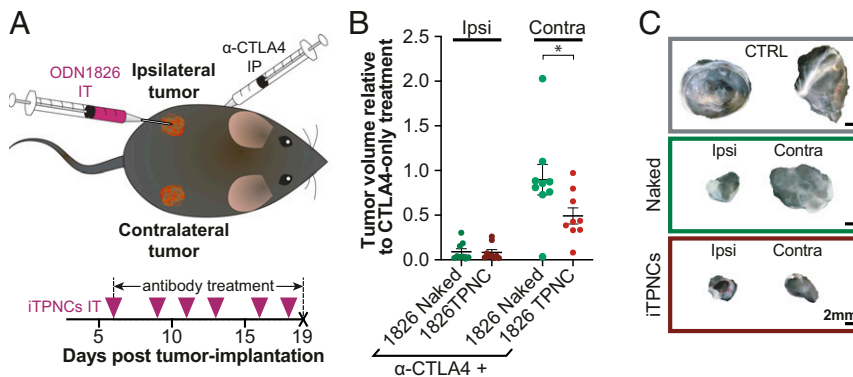 A
ODN1826
IT
Ipsilateral
tumor
α-CTLA4
IP
Contralateral
tumor
antibody treatment
iTPNCs IT
5 10 15 19
Days post tumor-implantation
B
Ipsi Contra
*
Tumor volume relative
to CTLA4-only treatment
2.5
2.0
1.5
1.0
0.5
0.0
1826 Naked
1826TPNC
1826 Naked
1826 TPNC
α-CTLA4 +
C
CTRL
Naked
Ipsi Contra
iTPNCs
Ipsi Contra
2mm